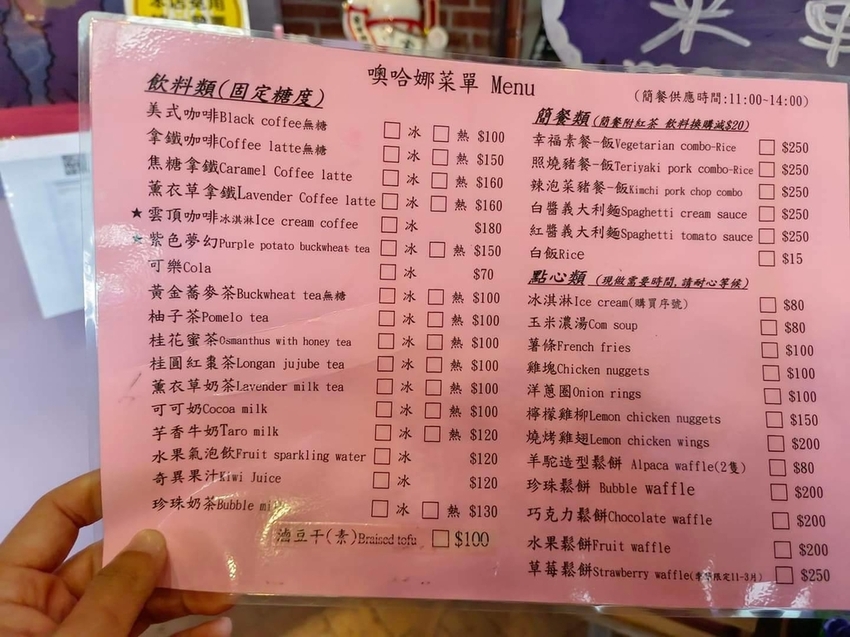 噢哈娜菜單 Menu
(簡餐供應時間:11:00~14:00)
飲料類(固定糖度)
美式咖啡Black coffee無糖 冰 熱 $100
拿鐵咖啡Coffee latte無糖 冰 熱 $150
焦糖拿鐵Caramel Coffee latte 冰 熱 $160
薰衣草拿鐵Lavender Coffee latte 冰 熱 $160
★雲頂咖啡冰淇淋Ice cream coffee 冰 $180
★紫色夢幻Purple potato buckwheat tea 冰 熱 $150
可樂Cola 冰 $70
黃金蕎麥茶Buckwheat tea無糖 冰 熱 $100
柚子茶Pomelo tea 冰 熱 $100
桂花蜜茶Osmanthus with honey tea 冰 熱 $100
桂圓紅棗茶Longan jujube tea 冰 熱 $100
薰衣草奶茶Lavender milk tea 冰 熱 $100
可可奶Cocoa milk 冰 熱 $100
芋香牛奶Taro milk 冰 熱 $120
水果氣泡飲Fruit sparkling water 冰 $120
奇異果汁Kiwi Juice 冰 $120
珍珠奶茶Bubble 冰 熱 $130
滷豆干(素)Braised tofu $100
簡餐類(簡餐附紅茶 飲料換購減$20)
幸福素餐-飯Vegetarian combo-Rice $250
照燒豬餐-飯Teriyaki pork combo-Rice $250
辣泡菜豬餐-飯Kimchi pork chop combo $250
白醬義大利麵Spaghetti cream sauce $250
紅醬義大利麵Spaghetti tomato sauce $250
白飯Rice $15
點心類 (現做需要時間,請耐心等候)
冰淇淋Ice cream(購買序號) $80
玉米濃湯Corn soup $80
薯條French fries $100
雞塊Chicken nuggets $100
洋蔥圈Onion rings $100
檸檬雞柳Lemon chicken nuggets $150
燒烤雞翅Lemon chicken wings $200
羊駝造型鬆餅 Alpaca waffle(2隻) $80
珍珠鬆餅 Bubble waffle $200
巧克力鬆餅Chocolate waffle $200
水果鬆餅Fruit waffle $200
草莓鬆餅Strawberry waffle(季節限定11-3月) $250